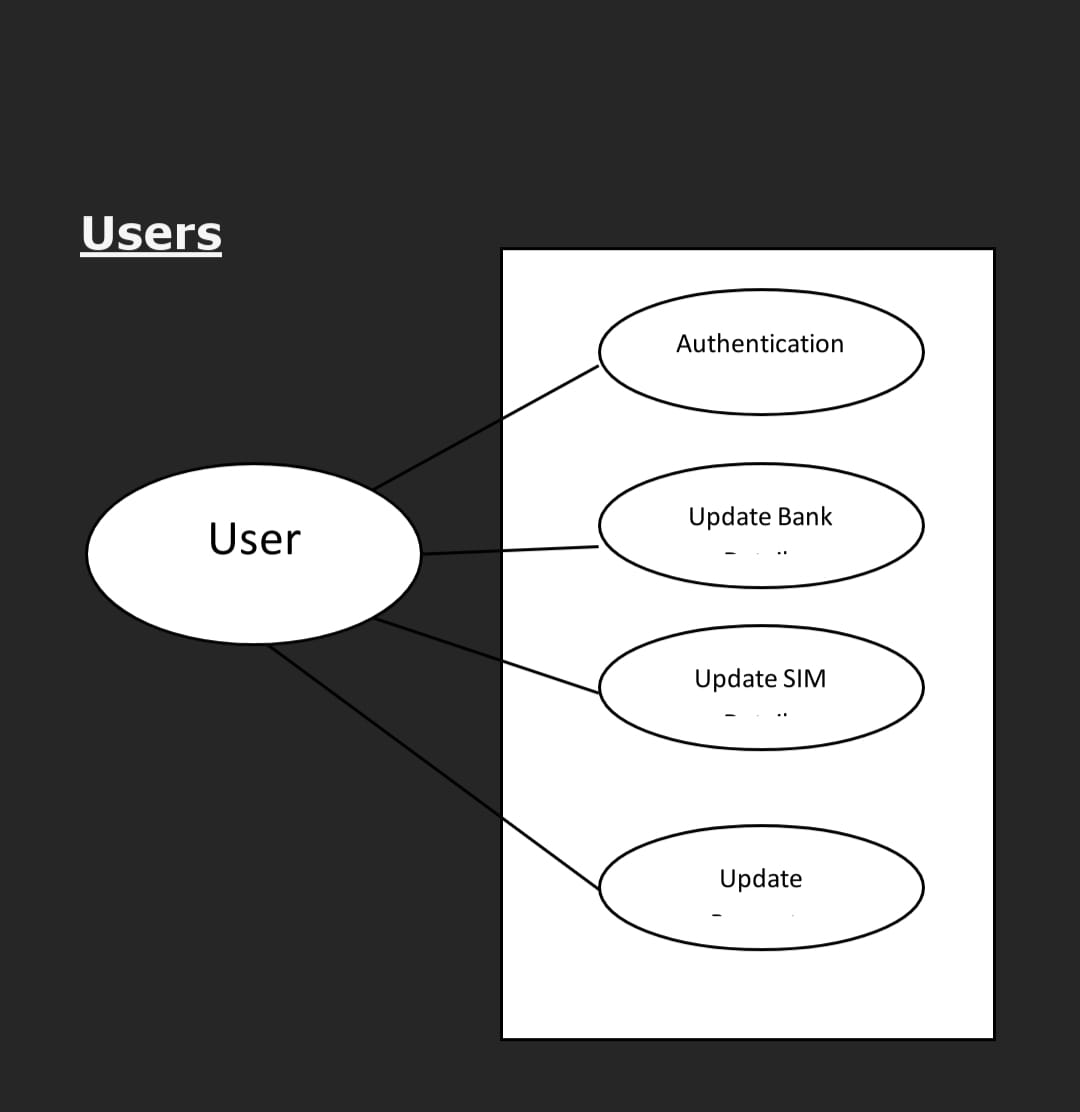 Users
Authentication
User
Update Bank
Update SIM
Update